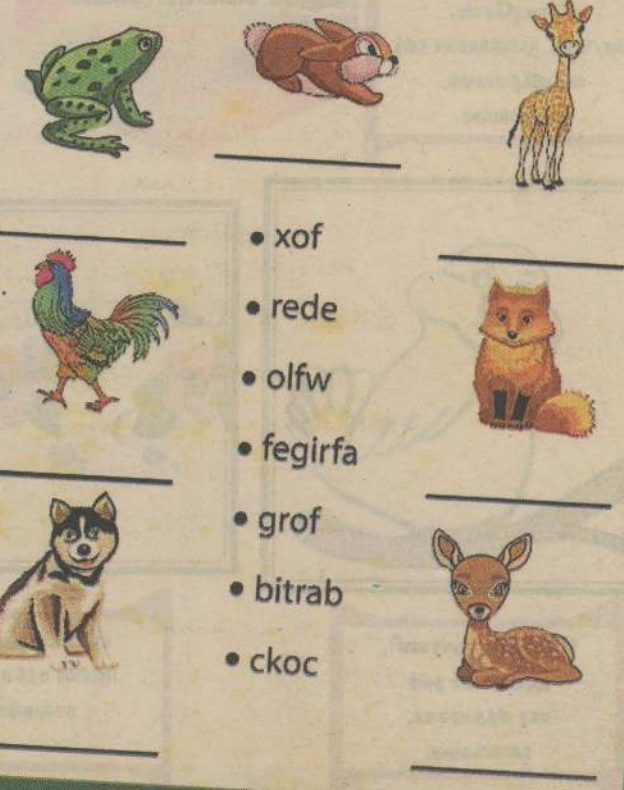 • xof
• rede
• olfw
• fegirfa
• grof
• bitrab
• ckoc